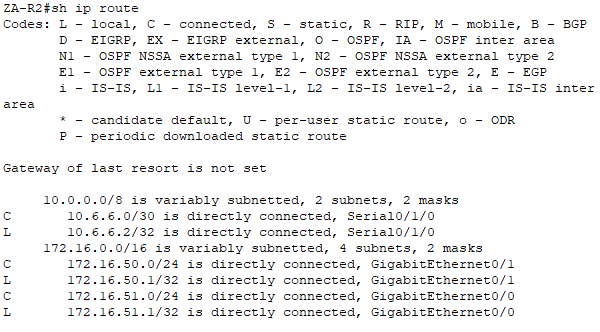 ZA-R2#sh ip route
Codes: L - local, C - connected, S - static, R - RIP, M - mobile, B - BGP
       D - EIGRP, EX - EIGRP external, O - OSPF, IA - OSPF inter area
       N1 - OSPF NSSA external type 1, N2 - OSPF NSSA external type 2
       E1 - OSPF external type 1, E2 - OSPF external type 2, E - EGP
       i - IS-IS, L1 - IS-IS level-1, L2 - IS-IS level-2, ia - IS-IS inter
area
       * - candidate default, U - per-user static route, o - ODR
       P - periodic downloaded static route

Gateway of last resort is not set

     10.0.0.0/8 is variably subnetted, 2 subnets, 2 masks
C       10.6.6.0/30 is directly connected, Serial0/1/0
L       10.6.6.2/32 is directly connected, Serial0/1/0
     172.16.0.0/16 is variably subnetted, 4 subnets, 2 masks
C       172.16.50.0/24 is directly connected, GigabitEthernet0/1
L       172.16.50.1/32 is directly connected, GigabitEthernet0/1
C       172.16.51.0/24 is directly connected, GigabitEthernet0/0
L       172.16.51.1/32 is directly connected, GigabitEthernet0/0